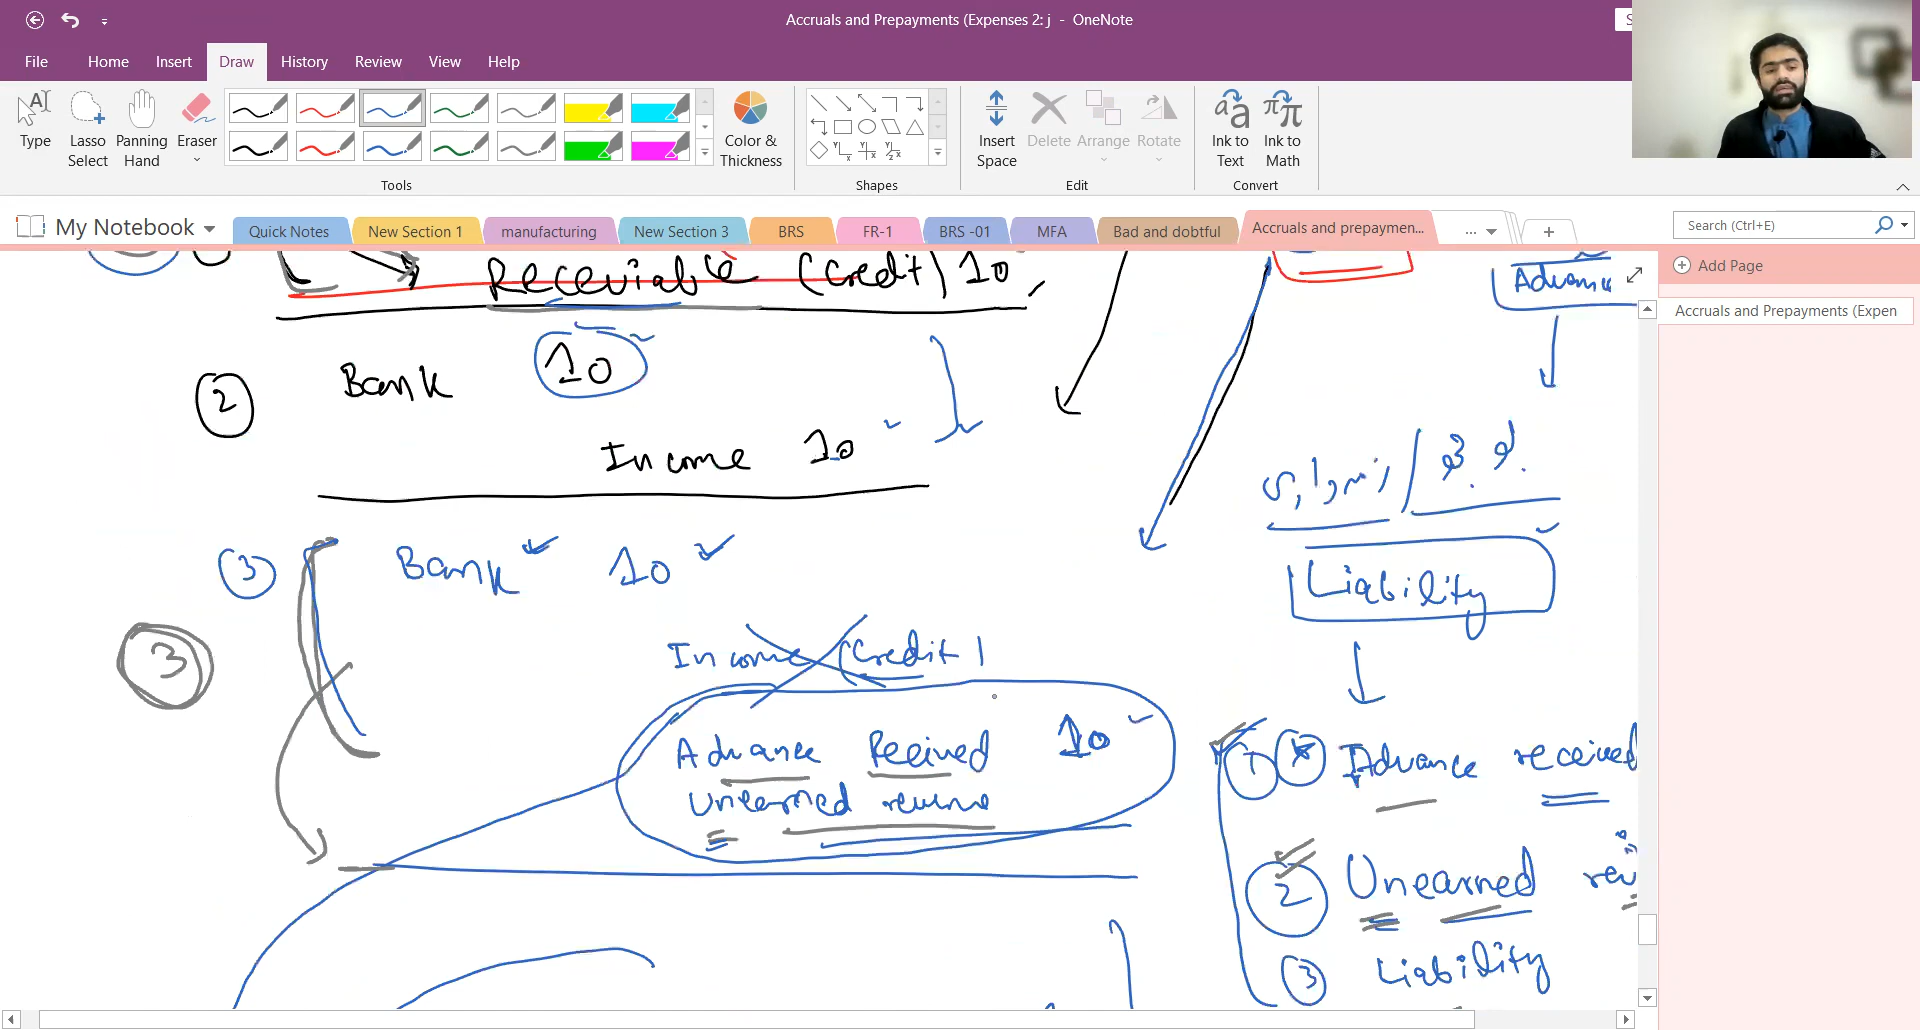 Accruals and Prepayments (Expenses 2: j - OneNote
File Home Insert Draw History Review View Help
Type
Lasso Select
Panning Hand
Eraser
Color & Thickness
Insert Space
Delete
Arrange
Rotate
Ink to Text
Ink to Math
Tools
Shapes
Edit
Convert
My Notebook
Quick Notes
New Section 1
manufacturing
New Section 3
BRS
FR-1
BRS -01
MFA
Bad and dobtful
Accruals and prepaymen...
...
Search (Ctrl+E)
Add Page
Accruals and Prepayments (Expen
Receviable (Credit) 10
2 Bank 10
Income 10
3 Bank 10
3
Income (Credit)
Advance Received 10
Unearned revenue
Advanc
Liability
1 Advance received
2 Unearned rev
3 Liability